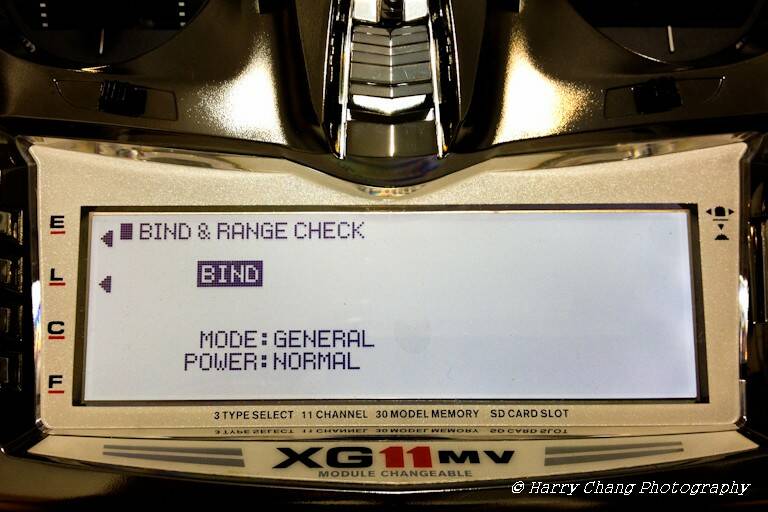 BIND & RANGE CHECK
E
BIND
L
C
MODE:GENERAL
POWER:NORMAL
F
3 TYPE SELECT 11 CHANNEL 30 MODEL MEMORY SD CARD SLOT
XG11MV
MODULE CHANGEABLE
© Harry Chang Photography